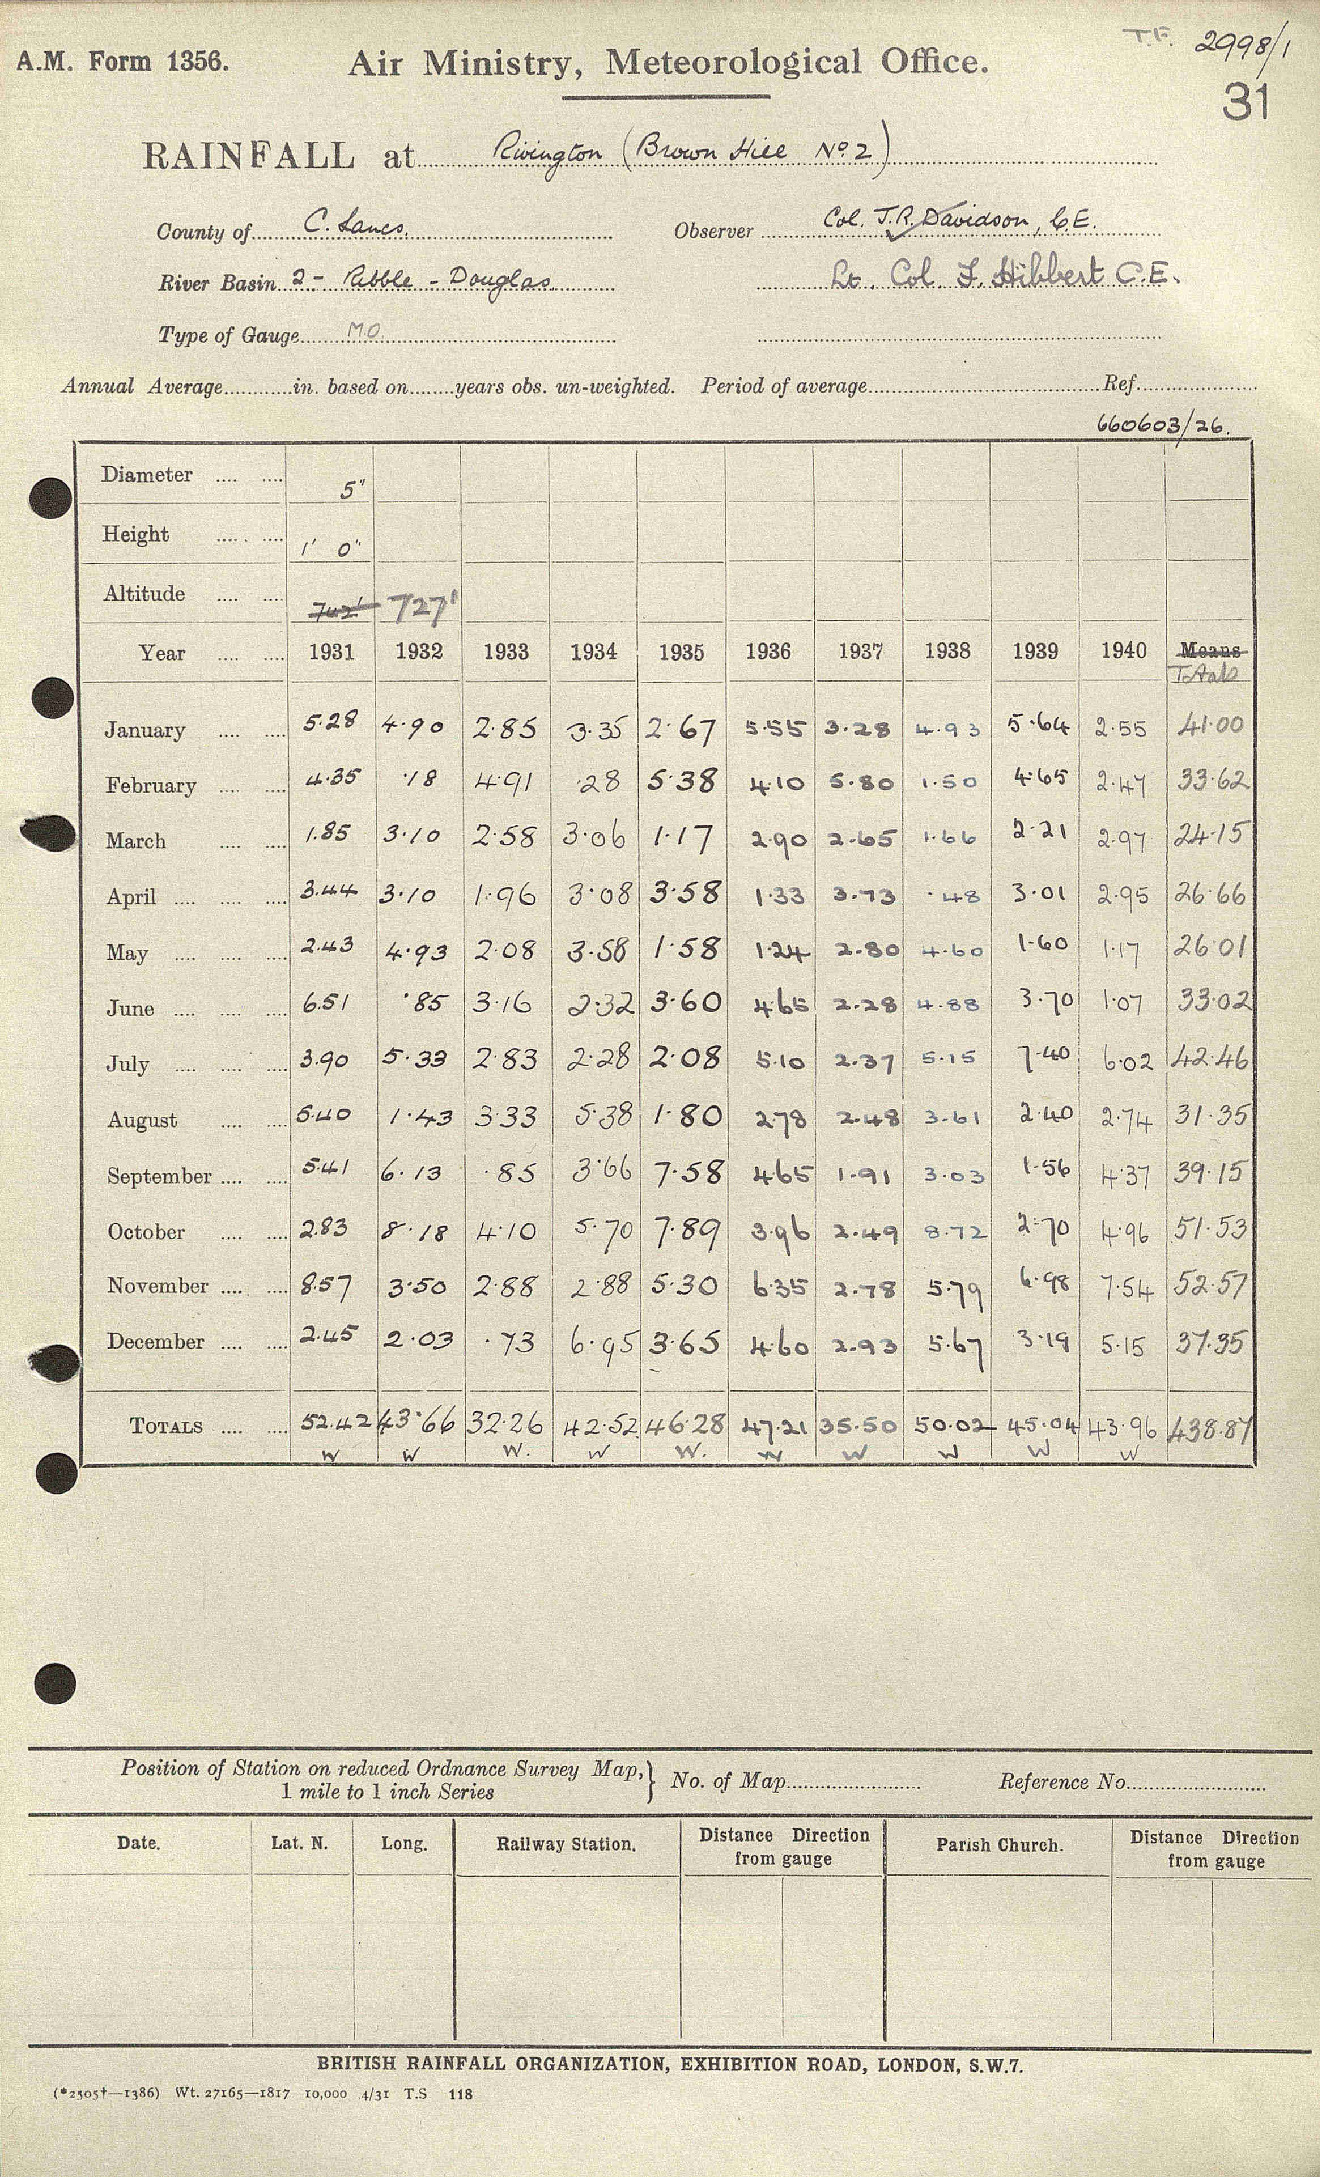 T.F. 2998/1
A.M. Form 1356. Air Ministry, Meteorological Office.
31
RAINFALL at Rivington (Brown Hill No. 2)
County of C. Lancs. Observer Col. J.R. Davidson, C.E.
River Basin 2 - Ribble - Douglas Lt. Col. F. Hibbert C.E.
Type of Gauge M.O.
Annual Average in. based on years obs. un-weighted. Period of average Ref.
660603/26.
Diameter 5"
Height 1' 0"
Altitude 742' 727'
Year 1931 1932 1933 1934 1935 1936 1937 1938 1939 1940 Means
Totals
January 5.28 4.90 2.85 3.35 2.67 5.55 3.28 4.93 5.64 2.55 41.00
February 4.35 .18 4.91 .28 5.38 4.10 5.80 1.50 4.65 2.47 33.62
March 1.85 3.10 2.58 3.06 1.17 2.90 2.65 1.66 2.21 2.97 24.15
April 3.44 3.10 1.96 3.08 3.58 1.33 3.73 .48 3.01 2.95 26.66
May 2.43 4.93 2.08 3.58 1.58 1.24 2.80 4.60 1.60 1.17 26.01
June 6.51 .85 3.16 2.32 3.60 4.65 2.28 4.88 3.70 1.07 33.02
July 3.90 5.33 2.83 2.28 2.08 5.10 2.37 5.15 7.40 6.02 42.46
August 5.40 1.43 3.33 5.38 1.80 2.78 2.48 3.61 2.40 2.74 31.35
September 5.41 6.13 .85 3.66 7.58 4.65 1.91 3.03 1.56 4.37 39.15
October 2.83 8.18 4.10 5.70 7.89 3.96 2.49 8.72 2.70 4.96 51.53
November 8.57 3.50 2.88 2.88 5.30 6.35 2.78 5.79 6.98 7.54 52.57
December 2.45 2.03 .73 6.95 3.65 4.60 2.93 5.67 3.19 5.15 37.35
TOTALS 52.42 43.66 32.26 42.52 46.28 47.21 35.50 50.02 45.04 43.96 438.87
W W W. W W. W W W W W
Position of Station on reduced Ordnance Survey Map, 1 mile to 1 inch Series } No. of Map Reference No.
Date. Lat. N. Long. Railway Station. Distance Direction from gauge Parish Church. Distance Direction from gauge
BRITISH RAINFALL ORGANIZATION, EXHIBITION ROAD, LONDON, S.W.7.
(*2505†—1386) Wt. 27165—1817 10,000 4/31 T.S 118